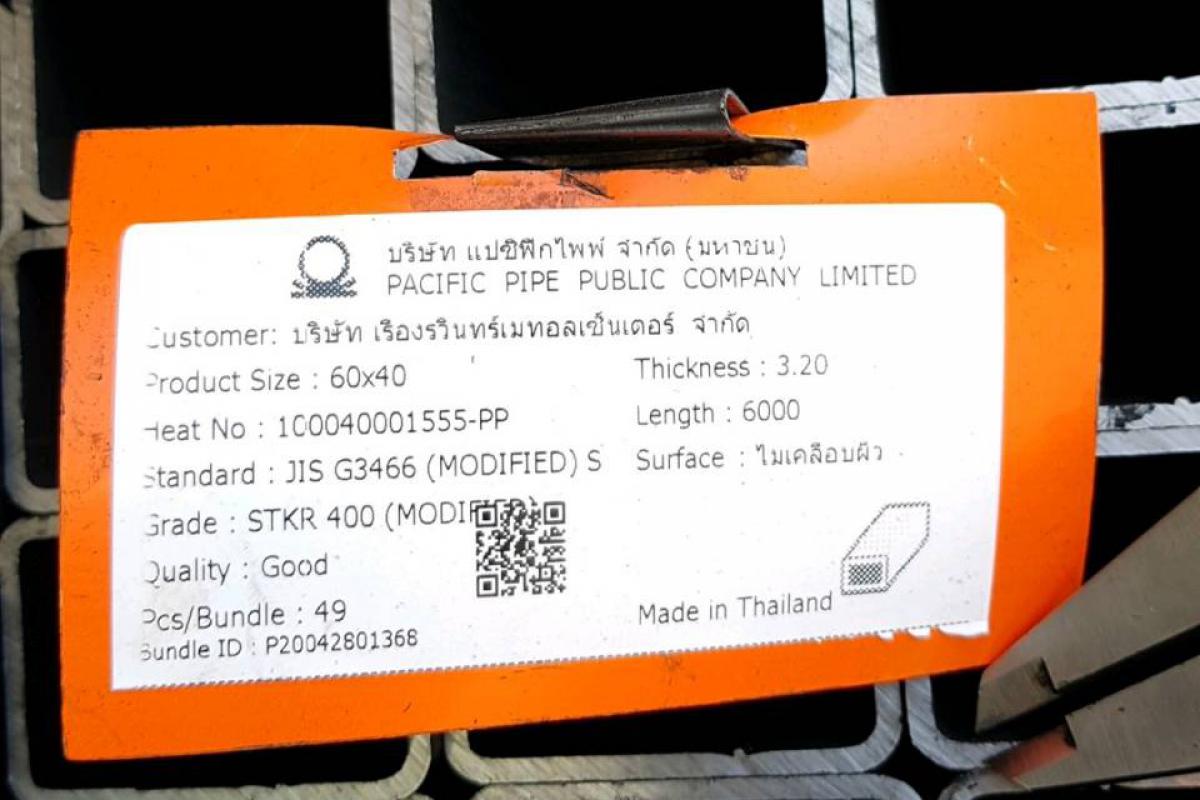 บริษัท แปซิฟิกไพพ์ จำกัด (มหาชน)
PACIFIC PIPE PUBLIC COMPANY LIMITED
Customer: บริษัท เรืองรวินทร์เมทอลเซ็นเตอร์ จำกัด
Product Size : 60x40
Thickness : 3.20
Heat No : 100040001555-PP
Length : 6000
Standard : JIS G3466 (MODIFIED) S
Surface : ไม่เคลือบผิว
Grade : STKR 400 (MODIFIED)
Quality : Good
Pcs/Bundle : 49
Made in Thailand
Bundle ID : P20042801368